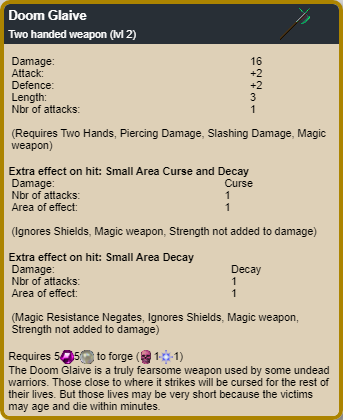 Doom Glaive
Two handed weapon (lvl 2)
Damage: 16
Attack: +2
Defence: +2
Length: 3
Nbr of attacks: 1
(Requires Two Hands, Piercing Damage, Slashing Damage, Magic
weapon)
Extra effect on hit: Small Area Curse and Decay
Damage: Curse
Nbr of attacks: 1
Area of effect: 1
(Ignores Shields, Magic weapon, Strength not added to damage)
Extra effect on hit: Small Area Decay
Damage: Decay
Nbr of attacks: 1
Area of effect: 1
(Magic Resistance Negates, Ignores Shields, Magic weapon,
Strength not added to damage)
Requires 5 5 to forge ( 1 1)
The Doom Glaive is a truly fearsome weapon used by some undead
warriors. Those close to where it strikes will be cursed for the rest of
their lives. But those lives may be very short because the victims
may age and die within minutes.